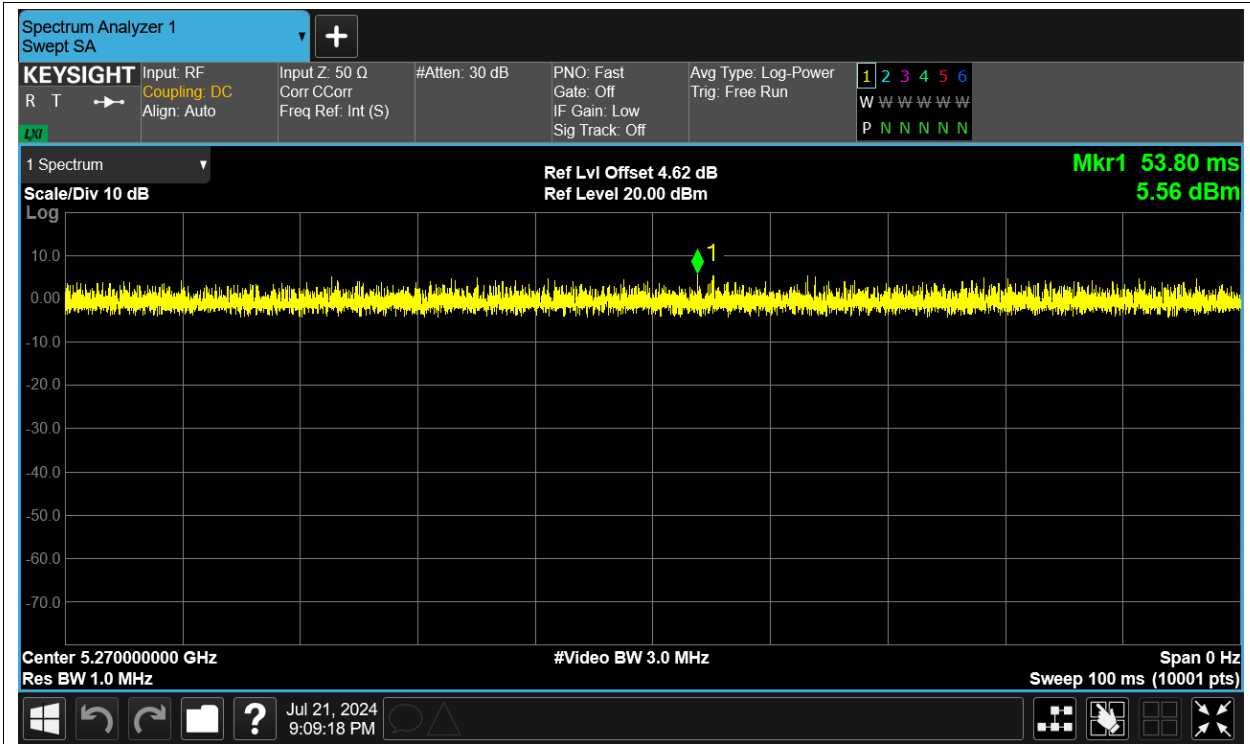 Spectrum Analyzer 1
Swept SA
▼
+
KEYSIGHT
R T
LXI
Input: RF
Coupling: DC
Align: Auto
Input Z: 50 Ω
Corr CCorr
Freq Ref: Int (S)
#Atten: 30 dB
PNO: Fast
Gate: Off
IF Gain: Low
Sig Track: Off
Avg Type: Log-Power
Trig: Free Run
1 2 3 4 5 6
W W W W W W
P N N N N N
1 Spectrum ▼
Scale/Div 10 dB
Log
Ref Lvl Offset 4.62 dB
Ref Level 20.00 dBm
Mkr1 53.80 ms
5.56 dBm
1
10.0
0.00
-10.0
-20.0
-30.0
-40.0
-50.0
-60.0
-70.0
Center 5.270000000 GHz
Res BW 1.0 MHz
#Video BW 3.0 MHz
Span 0 Hz
Sweep 100 ms (10001 pts)
?
Jul 21, 2024
9:09:18 PM